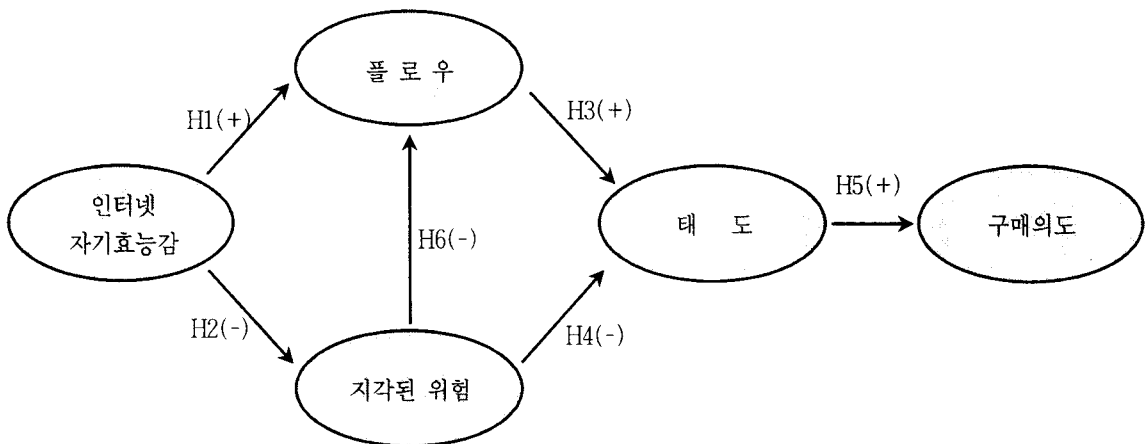 플 로 우
H1(+)
H3(+)
인터넷
자기효능감
H6(-)
태 도
H5(+)
구매의도
H2(-)
H4(-)
지각된 위험